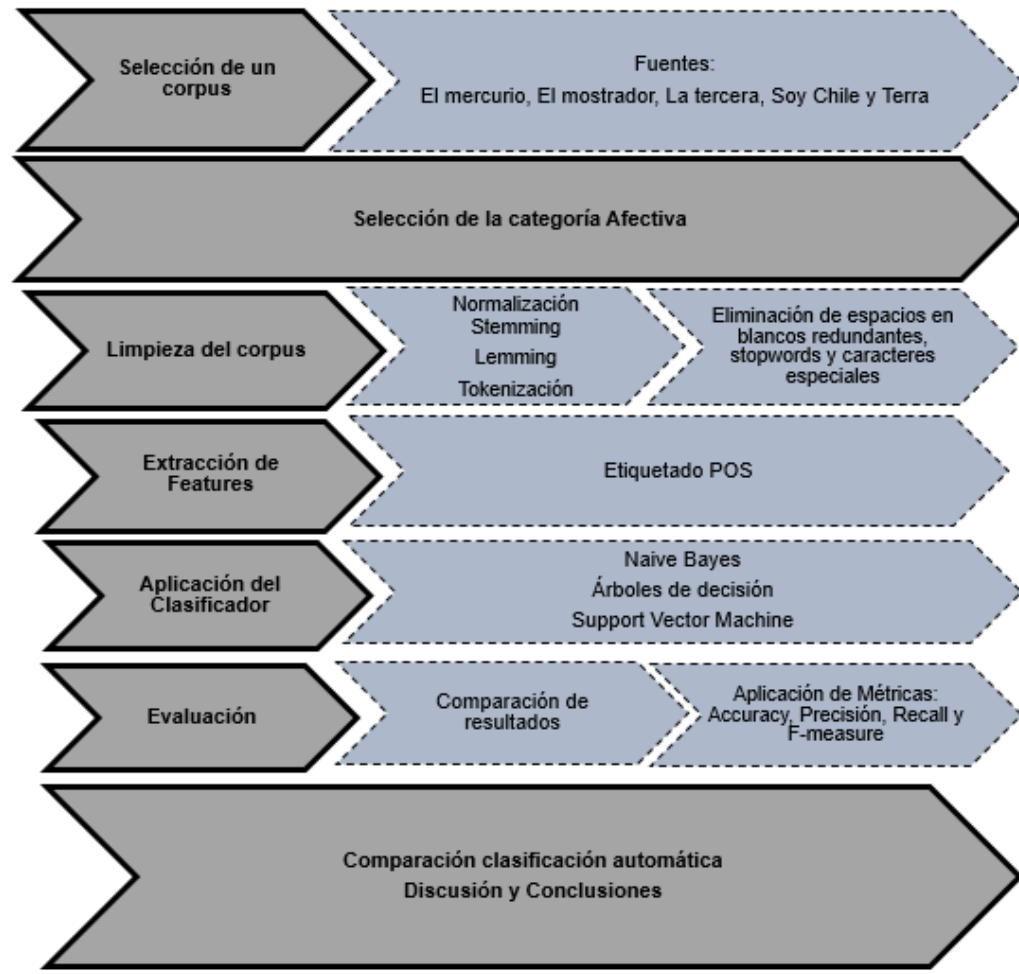 Selección de un
corpus
Fuentes:
El mercurio, El mostrador, La tercera, Soy Chile y Terra
Selección de la categoría Afectiva
Limpieza del corpus
Normalización
Stemming
Lemming
Tokenización
Eliminación de espacios en
blancos redundantes,
stopwords y caracteres
especiales
Extracción de
Features
Etiquetado POS
Aplicación del
Clasificador
Naive Bayes
Árboles de decisión
Support Vector Machine
Evaluación
Comparación de
resultados
Aplicación de Métricas:
Accuracy, Precisión, Recall y
F-measure
Comparación clasificación automática
Discusión y Conclusiones